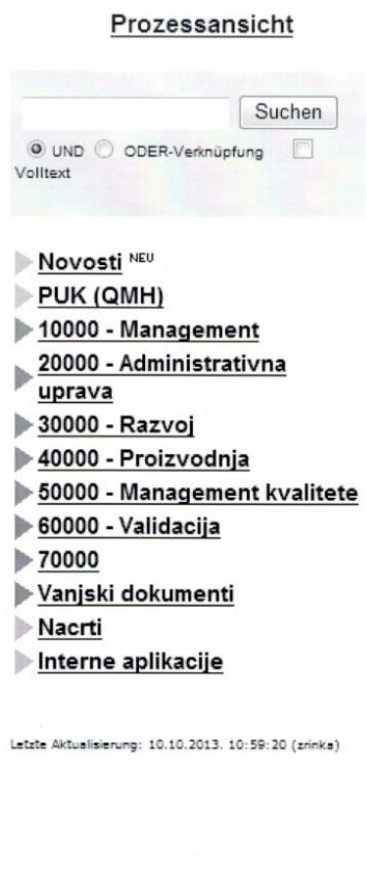 Prozessansicht
Suchen
UND ODER-Verknüpfung
Volltext
Novosti NEU
PUK (QMH)
10000 - Management
20000 - Administrativna
uprava
30000 - Razvoj
40000 - Proizvodnja
50000 - Management kvalitete
60000 - Validacija
70000
Vanjski dokumenti
Nacrti
Interne aplikacije
Letzte Aktualisierung: 10.10.2013. 10:59:20 (zrinka)